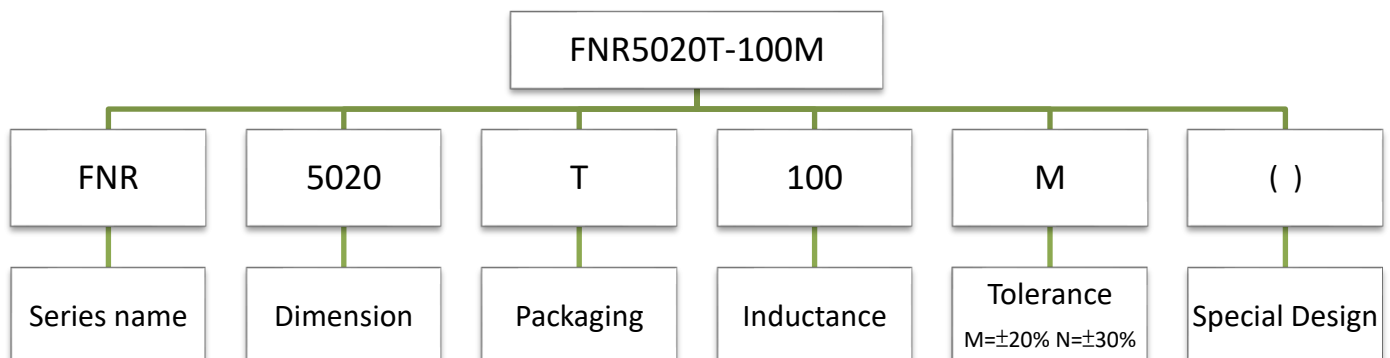 FNR5020T-100M
FNR
5020
T
100
M
( )
Series name
Dimension
Packaging
Inductance
Tolerance
M=±20% N=±30%
Special Design